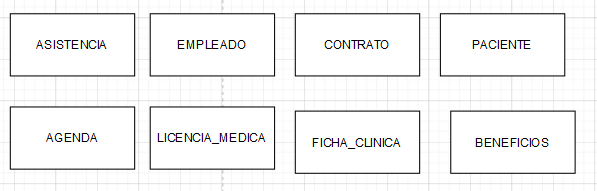 ASISTENCIA
EMPLEADO
CONTRATO
PACIENTE
AGENDA
LICENCIA_MEDICA
FICHA_CLINICA
BENEFICIOS